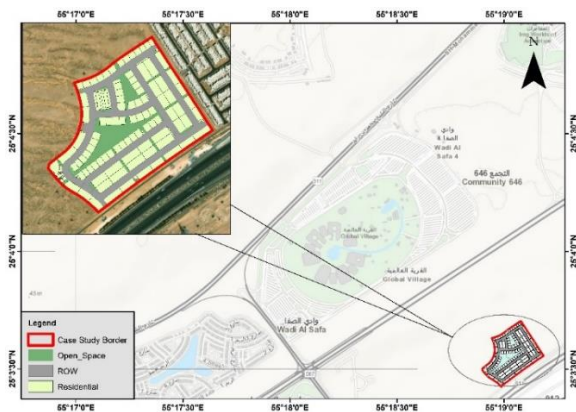 55°17'0"E
55°17'30"E
55°18'0"E
55°18'30"E
55°19'0"E
N
25°4'30"N
25°4'0"N
25°3'30"N
25°4'30"N
25°4'0"N
25°3'30"N
وادي
الصفا 4
Wadi Al
Safa 4
التجمع 646
Community 646
القرية العالمية
Global Village
القرية العالمية
Global Village
وادي الصفا
Wadi Al Safa
Legend
Case Study Border
Open_Space
ROW
Residential
55°17'0"E
55°17'30"E
55°18'0"E
55°18'30"E
55°19'0"E